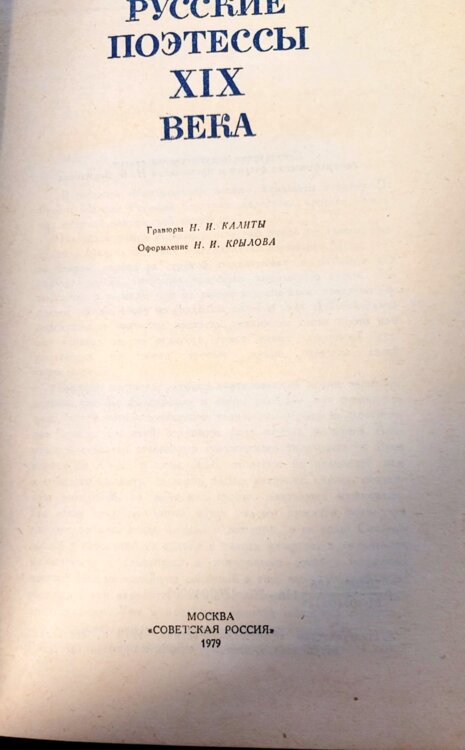 РУССКИЕ
ПОЭТЕССЫ
XIX
ВЕКА
Гравюры Н. И. КАЛИТЫ
Оформление Н. И. КРЫЛОВА
МОСКВА
«СОВЕТСКАЯ РОССИЯ»
1979